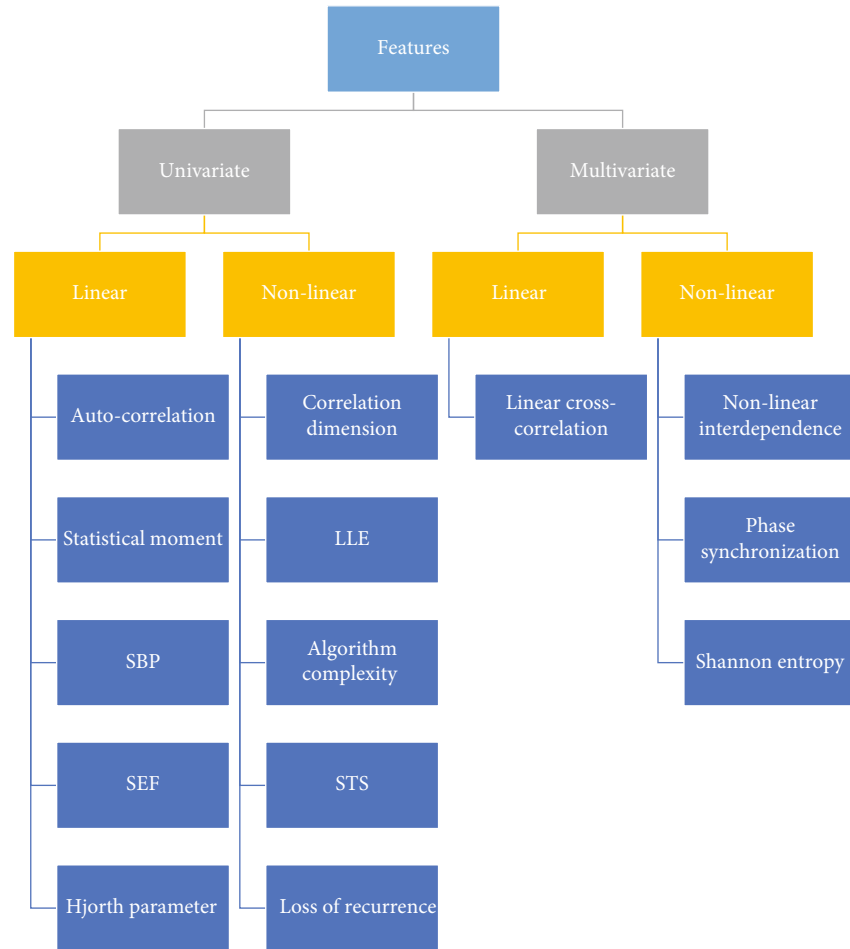 Features
Univariate
Multivariate
Linear
Non-linear
Linear
Non-linear
Auto-correlation
Correlation
dimension
Linear cross-
correlation
Non-linear
interdependence
Statistical moment
LLE
Phase
synchronization
SBP
Algorithm
complexity
Shannon entropy
SEF
STS
Hjorth parameter
Loss of recurrence